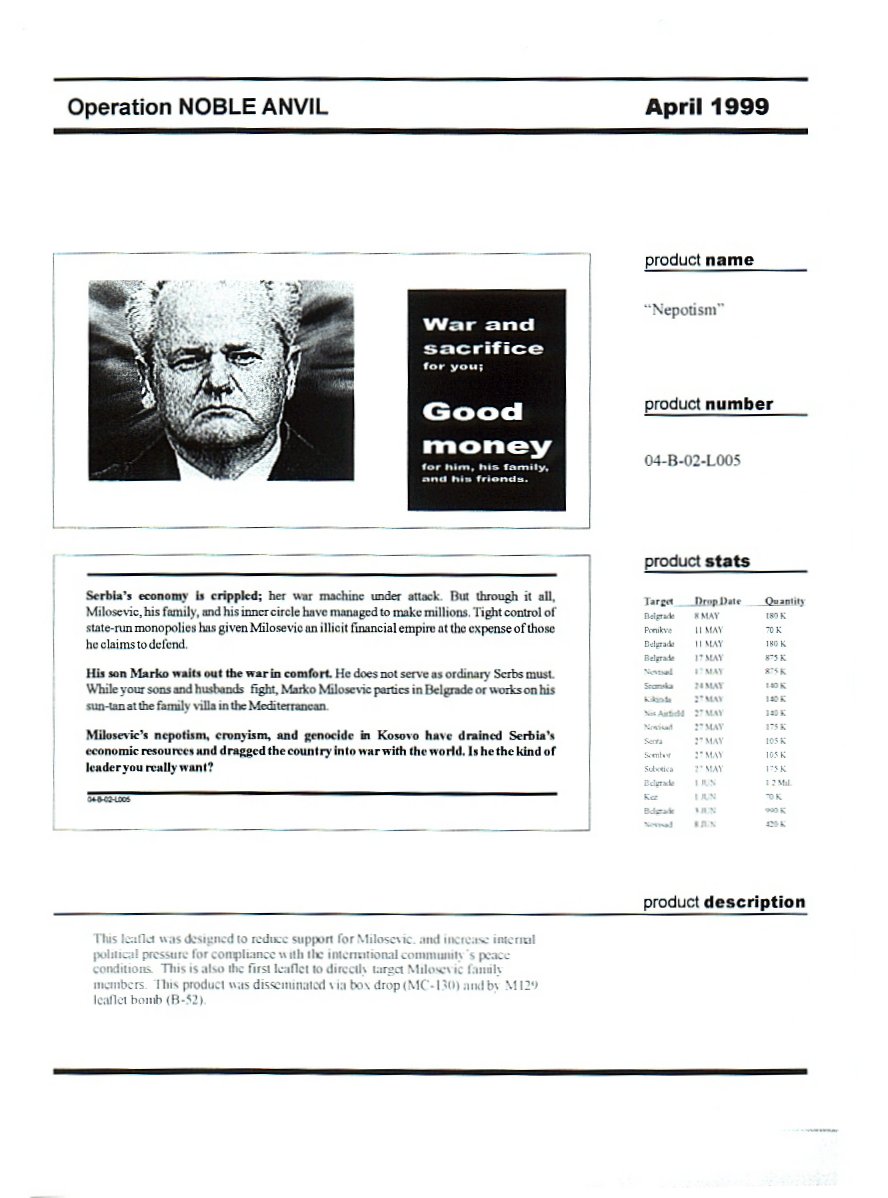 Operation NOBLE ANVIL
April 1999
War and
sacrifice
for you;
Good
money
for him, his family,
and his friends.
Serbia's economy is crippled; her war machine under attack. But through it all,
Milosevic, his family, and his inner circle have managed to make millions. Tight control of
state-run monopolies has given Milosevic an illicit financial empire at the expense of those
he claims to defend.
His son Marko waits out the war in comfort. He does not serve as ordinary Serbs must.
While your sons and husbands fight, Marko Milosevic parties in Belgrade or works on his
sun-tan at the family villa in the Mediterranean.
Milosevic's nepotism, cronyism, and genocide in Kosovo have drained Serbia's
economic resources and dragged the country into war with the world. Is he the kind of
leader you really want?
04-B-02-L005
product name
"Nepotism"
product number
04-B-02-L005
product stats
Target Drop Date Quantity
Belgrade 8 MAY 180 K
Ponikve 11 MAY 70 K
Belgrade 11 MAY 180 K
Belgrade 17 MAY 875 K
Novisad 17 MAY 875 K
24 MAY 140 K
Kikinda 27 MAY 140 K
Nis Airfield 27 MAY 140 K
Novisad 27 MAY 175 K
Senta 27 MAY 105 K
Sombor 27 MAY 105 K
Subotica 27 MAY 175 K
Belgrade 1 JUN 1.2 Mil.
1 JUN 70 K
Belgrade JUN
Novisad 8 JUN 420 K
product description
This leaflet was designed to reduce support for Milosevic, and increase internal
political pressure for compliance with the international community's peace
conditions. This is also the first leaflet to directly target Milosevic family
members. This product was disseminated via box drop (MC-130) and by M129
leaflet bomb (B-52).